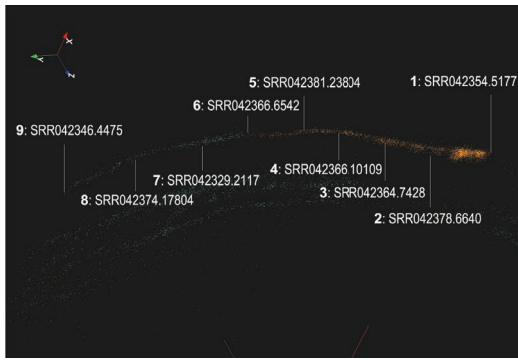 X
Y
Z
5: SRR042381.23804
1: SRR042354.5177
6: SRR042366.6542
9: SRR042346.4475
4: SRR042366.10109
7: SRR042329.2117
3: SRR042364.7428
8: SRR042374.17804
2: SRR042378.6640